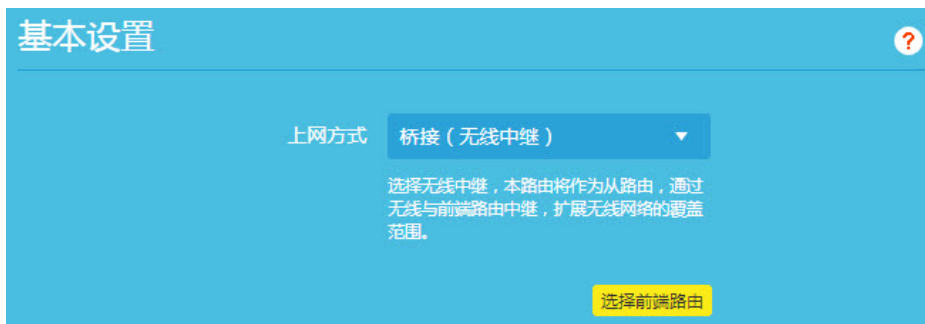 基本设置
?
上网方式 桥接（无线中继）
选择无线中继，本路由将作为从路由，通过
无线与前端路由中继，扩展无线网络的覆盖
范围。
选择前端路由